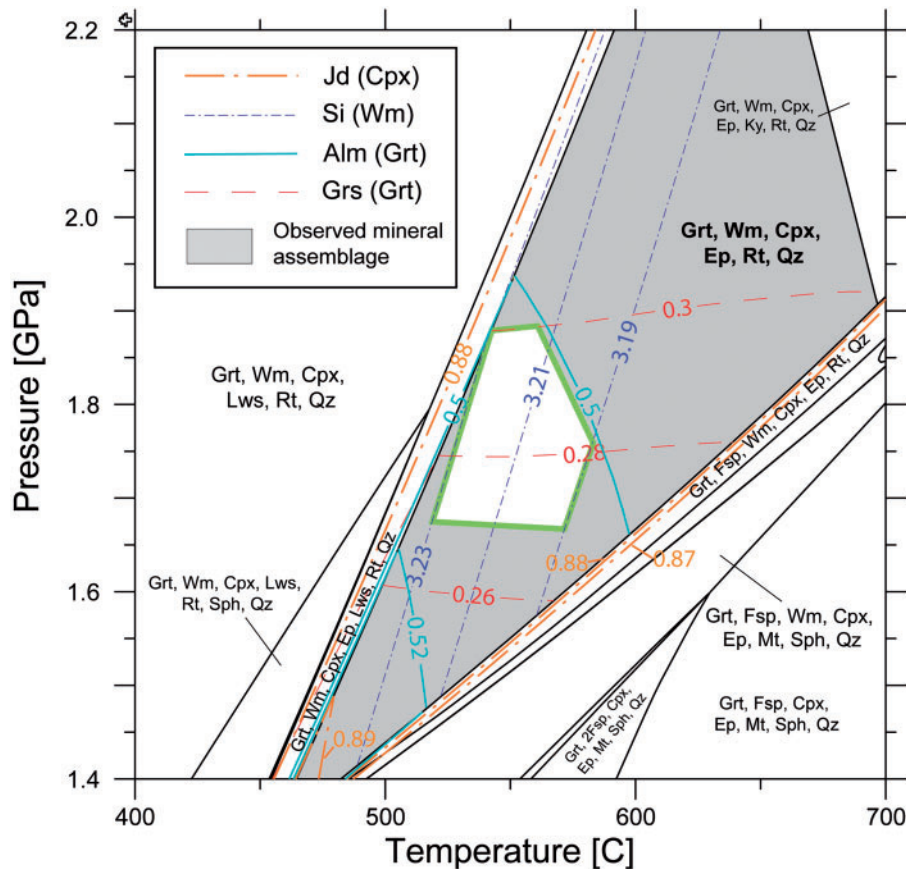 2.2
2.0
1.8
1.6
1.4
Pressure [GPa]
400
500
600
700
Temperature [C]
Jd (Cpx)
Si (Wm)
Alm (Grt)
Grs (Grt)
Observed mineral
assemblage
Grt, Wm, Cpx,
Ep, Ky, Rt, Qz
Grt, Wm, Cpx,
Ep, Rt, Qz
Grt, Wm, Cpx,
Lws, Rt, Qz
Grt, Wm, Cpx, Lws,
Rt, Sph, Qz
Grt, Wm, Cpx, Ep, Lws, Rt, Qz
Grt, Fsp, Wm, Cpx, Ep, Rt, Qz
Grt, Fsp, Wm, Cpx,
Ep, Mt, Sph, Qz
Grt, Fsp, Cpx,
Ep, Mt, Sph, Qz
Grt, 2Fsp, Cpx,
Ep, Mt, Sph, Qz
0.88
0.5
3.21
3.19
0.3
0.5
0.28
3.23
0.26
0.52
0.88
0.87
0.89